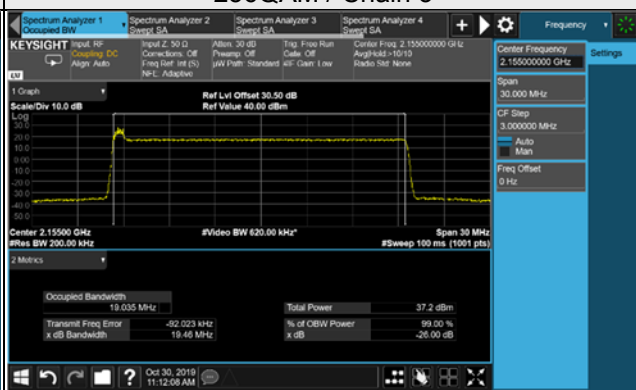 256QAM / Chain 0
Spectrum Analyzer 1
Occupied BW
Spectrum Analyzer 2
Swept SA
Spectrum Analyzer 3
Swept SA
Spectrum Analyzer 4
Swept SA
Frequency
KEYSIGHT
Input: RF
Coupling: DC
Align: Auto
Input Z: 50 Ω
Corrections: Off
Freq Ref: Int (S)
NFE: Adaptive
Atten: 30 dB
Preamp: Off
µW Path: Standard
Trig: Free Run
Gate: Off
#IF Gain: Low
Center Freq: 2.155000000 GHz
Avg|Hold:>10/10
Radio Std: None
Center Frequency
2.155000000 GHz
Settings
Span
30.000 MHz
CF Step
3.000000 MHz
Auto
Man
Freq Offset
0 Hz
1 Graph
Scale/Div 10.0 dB
Ref Lvl Offset 30.50 dB
Ref Value 40.00 dBm
Log
30.0
20.0
10.0
0.00
-10.0
-20.0
-30.0
-40.0
-50.0
Center 2.15500 GHz
#Res BW 200.00 kHz
#Video BW 620.00 kHz*
Span 30 MHz
#Sweep 100 ms (1001 pts)
2 Metrics
Occupied Bandwidth
19.035 MHz
Total Power 37.2 dBm
Transmit Freq Error -92.023 kHz
% of OBW Power 99.00 %
x dB Bandwidth 19.46 MHz
x dB -26.00 dB
Oct 30, 2019
11:12:08 AM